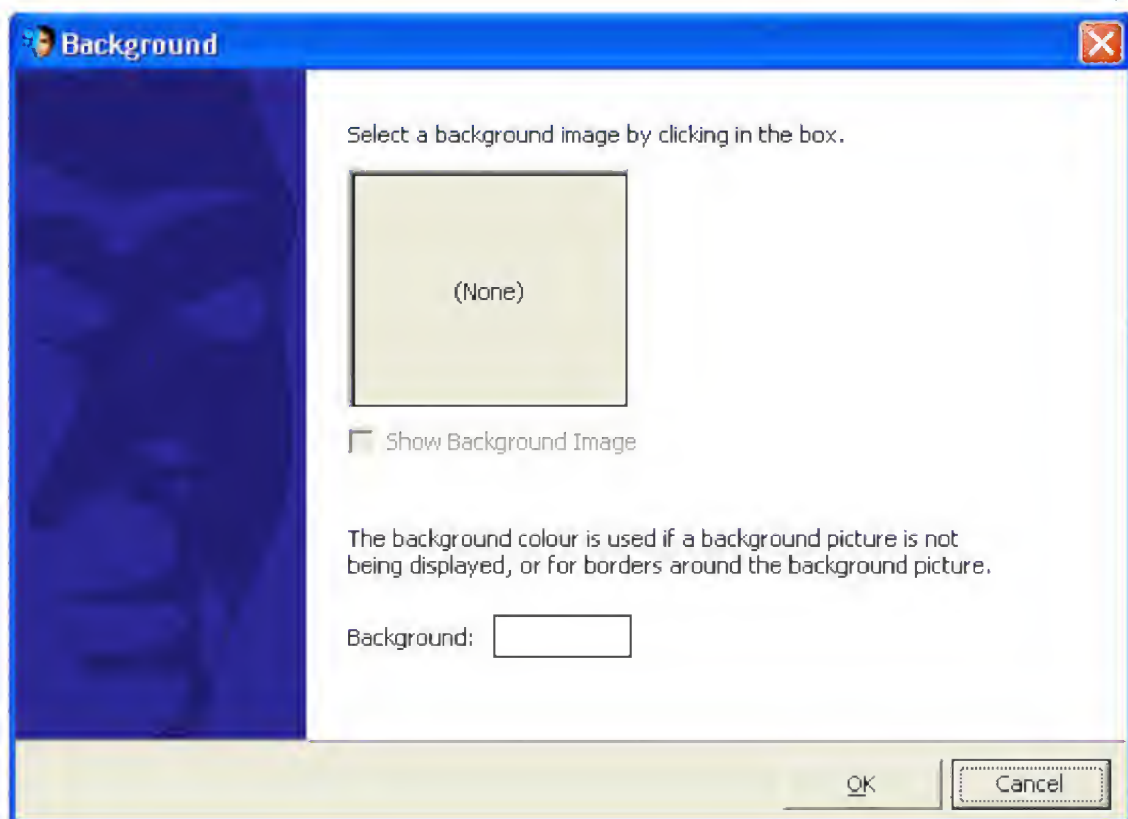 Background
Select a background image by clicking in the box.
(None)
Show Background Image
The background colour is used if a background picture is not
being displayed, or for borders around the background picture.
Background:
OK
Cancel